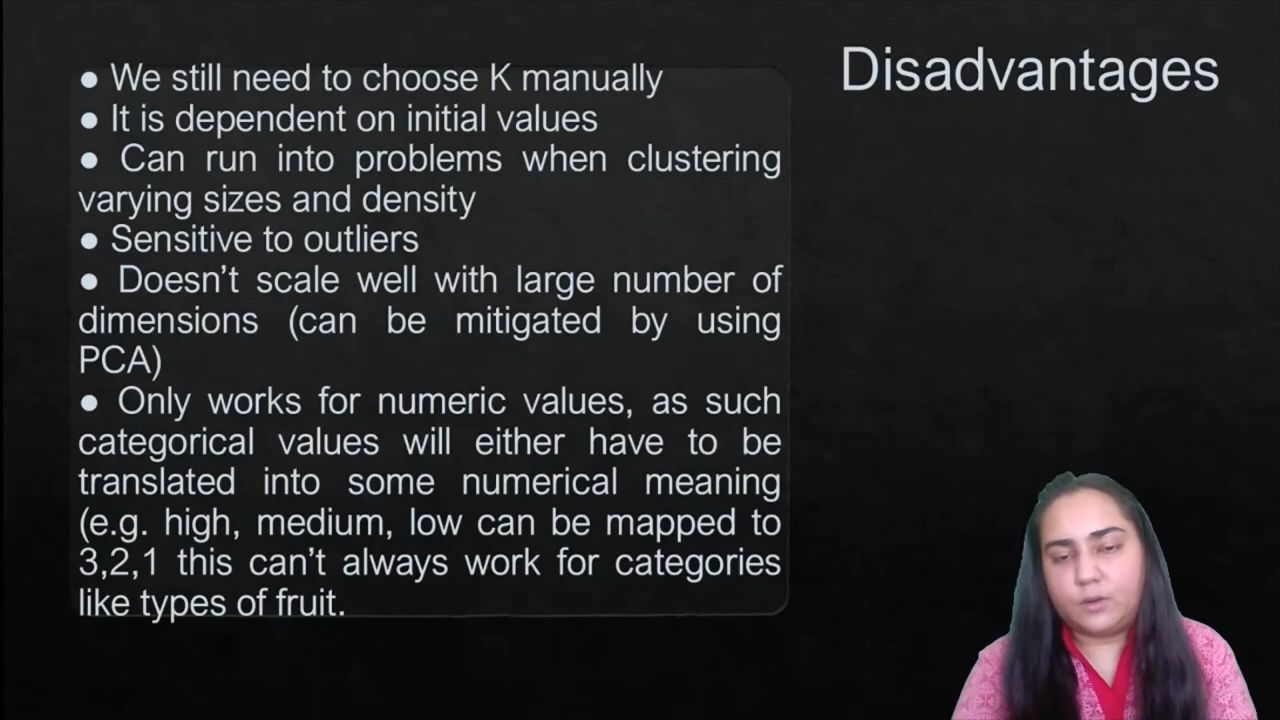 Disadvantages
● We still need to choose K manually
● It is dependent on initial values
● Can run into problems when clustering
varying sizes and density
● Sensitive to outliers
● Doesn’t scale well with large number of
dimensions (can be mitigated by using
PCA)
● Only works for numeric values, as such
categorical values will either have to be
translated into some numerical meaning
(e.g. high, medium, low can be mapped to
3,2,1 this can’t always work for categories
like types of fruit.